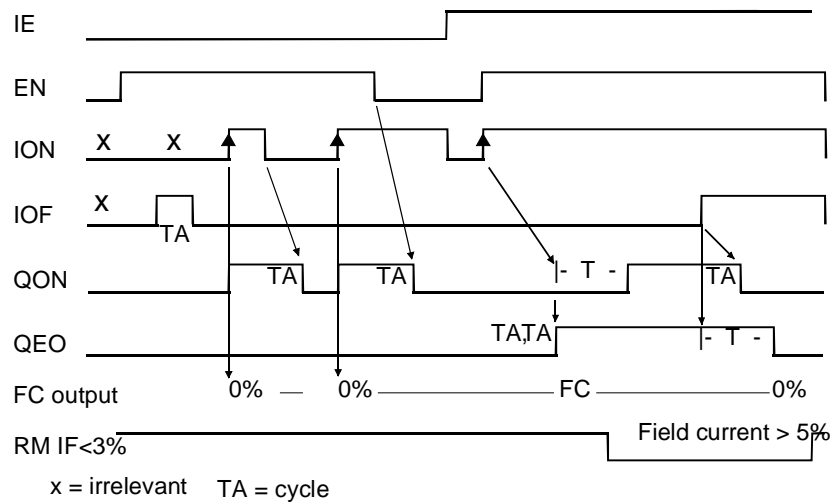 IE
EN
ION x x
IOF x
TA
QON TA TA |- T - TA
QEO TA,TA |- T -
FC output 0% — 0% FC 0%
RM IF<3% Field current > 5%
x = irrelevant TA = cycle